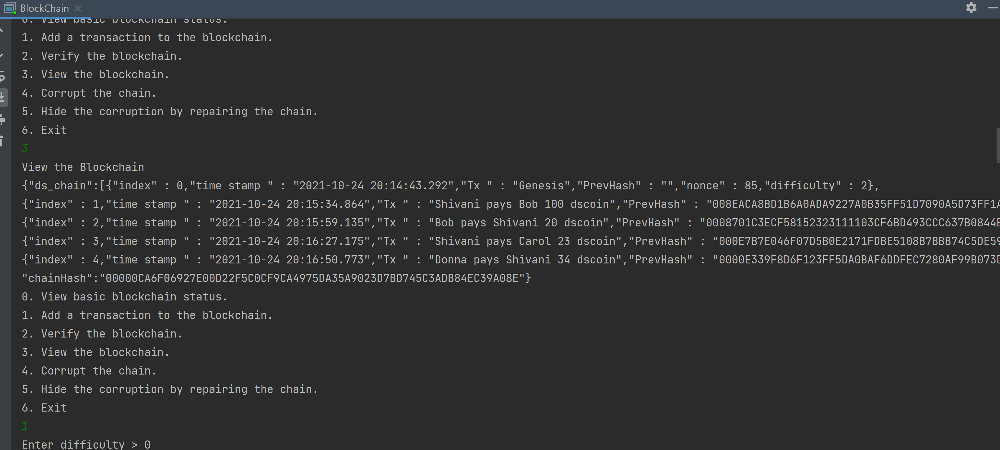 BlockChain
0. View basic blockchain status.
1. Add a transaction to the blockchain.
2. Verify the blockchain.
3. View the blockchain.
4. Corrupt the chain.
5. Hide the corruption by repairing the chain.
6. Exit
3
View the Blockchain
{"ds_chain":[{"index" : 0,"time stamp " : "2021-10-24 20:14:43.292","Tx " : "Genesis","PrevHash" : "","nonce" : 85,"difficulty" : 2},
{"index" : 1,"time stamp " : "2021-10-24 20:15:34.864","Tx " : "Shivani pays Bob 100 dscoin","PrevHash" : "008EACA8BD1B6A0ADA9227A0B35FF51D7090A5D73FF1A
{"index" : 2,"time stamp " : "2021-10-24 20:15:59.135","Tx " : "Bob pays Shivani 20 dscoin","PrevHash" : "0008701C3ECF58152323111103CF6BD493CCC637B0844
{"index" : 3,"time stamp " : "2021-10-24 20:16:27.175","Tx " : "Shivani pays Carol 23 dscoin","PrevHash" : "000E7B7E046F07D5B0E2171FDBE5108B7BBB74C5DE59
{"index" : 4,"time stamp " : "2021-10-24 20:16:50.773","Tx " : "Donna pays Shivani 34 dscoin","PrevHash" : "0000E339F8D6F123FF5DA0BAF6DDFEC7280AF99B073
"chainHash":"00000CA6F06927E00D22F5C0CF9CA4975DA35A9023D7BD745C3ADB84EC39A08E"}
0. View basic blockchain status.
1. Add a transaction to the blockchain.
2. Verify the blockchain.
3. View the blockchain.
4. Corrupt the chain.
5. Hide the corruption by repairing the chain.
6. Exit
1
Enter difficulty > 0